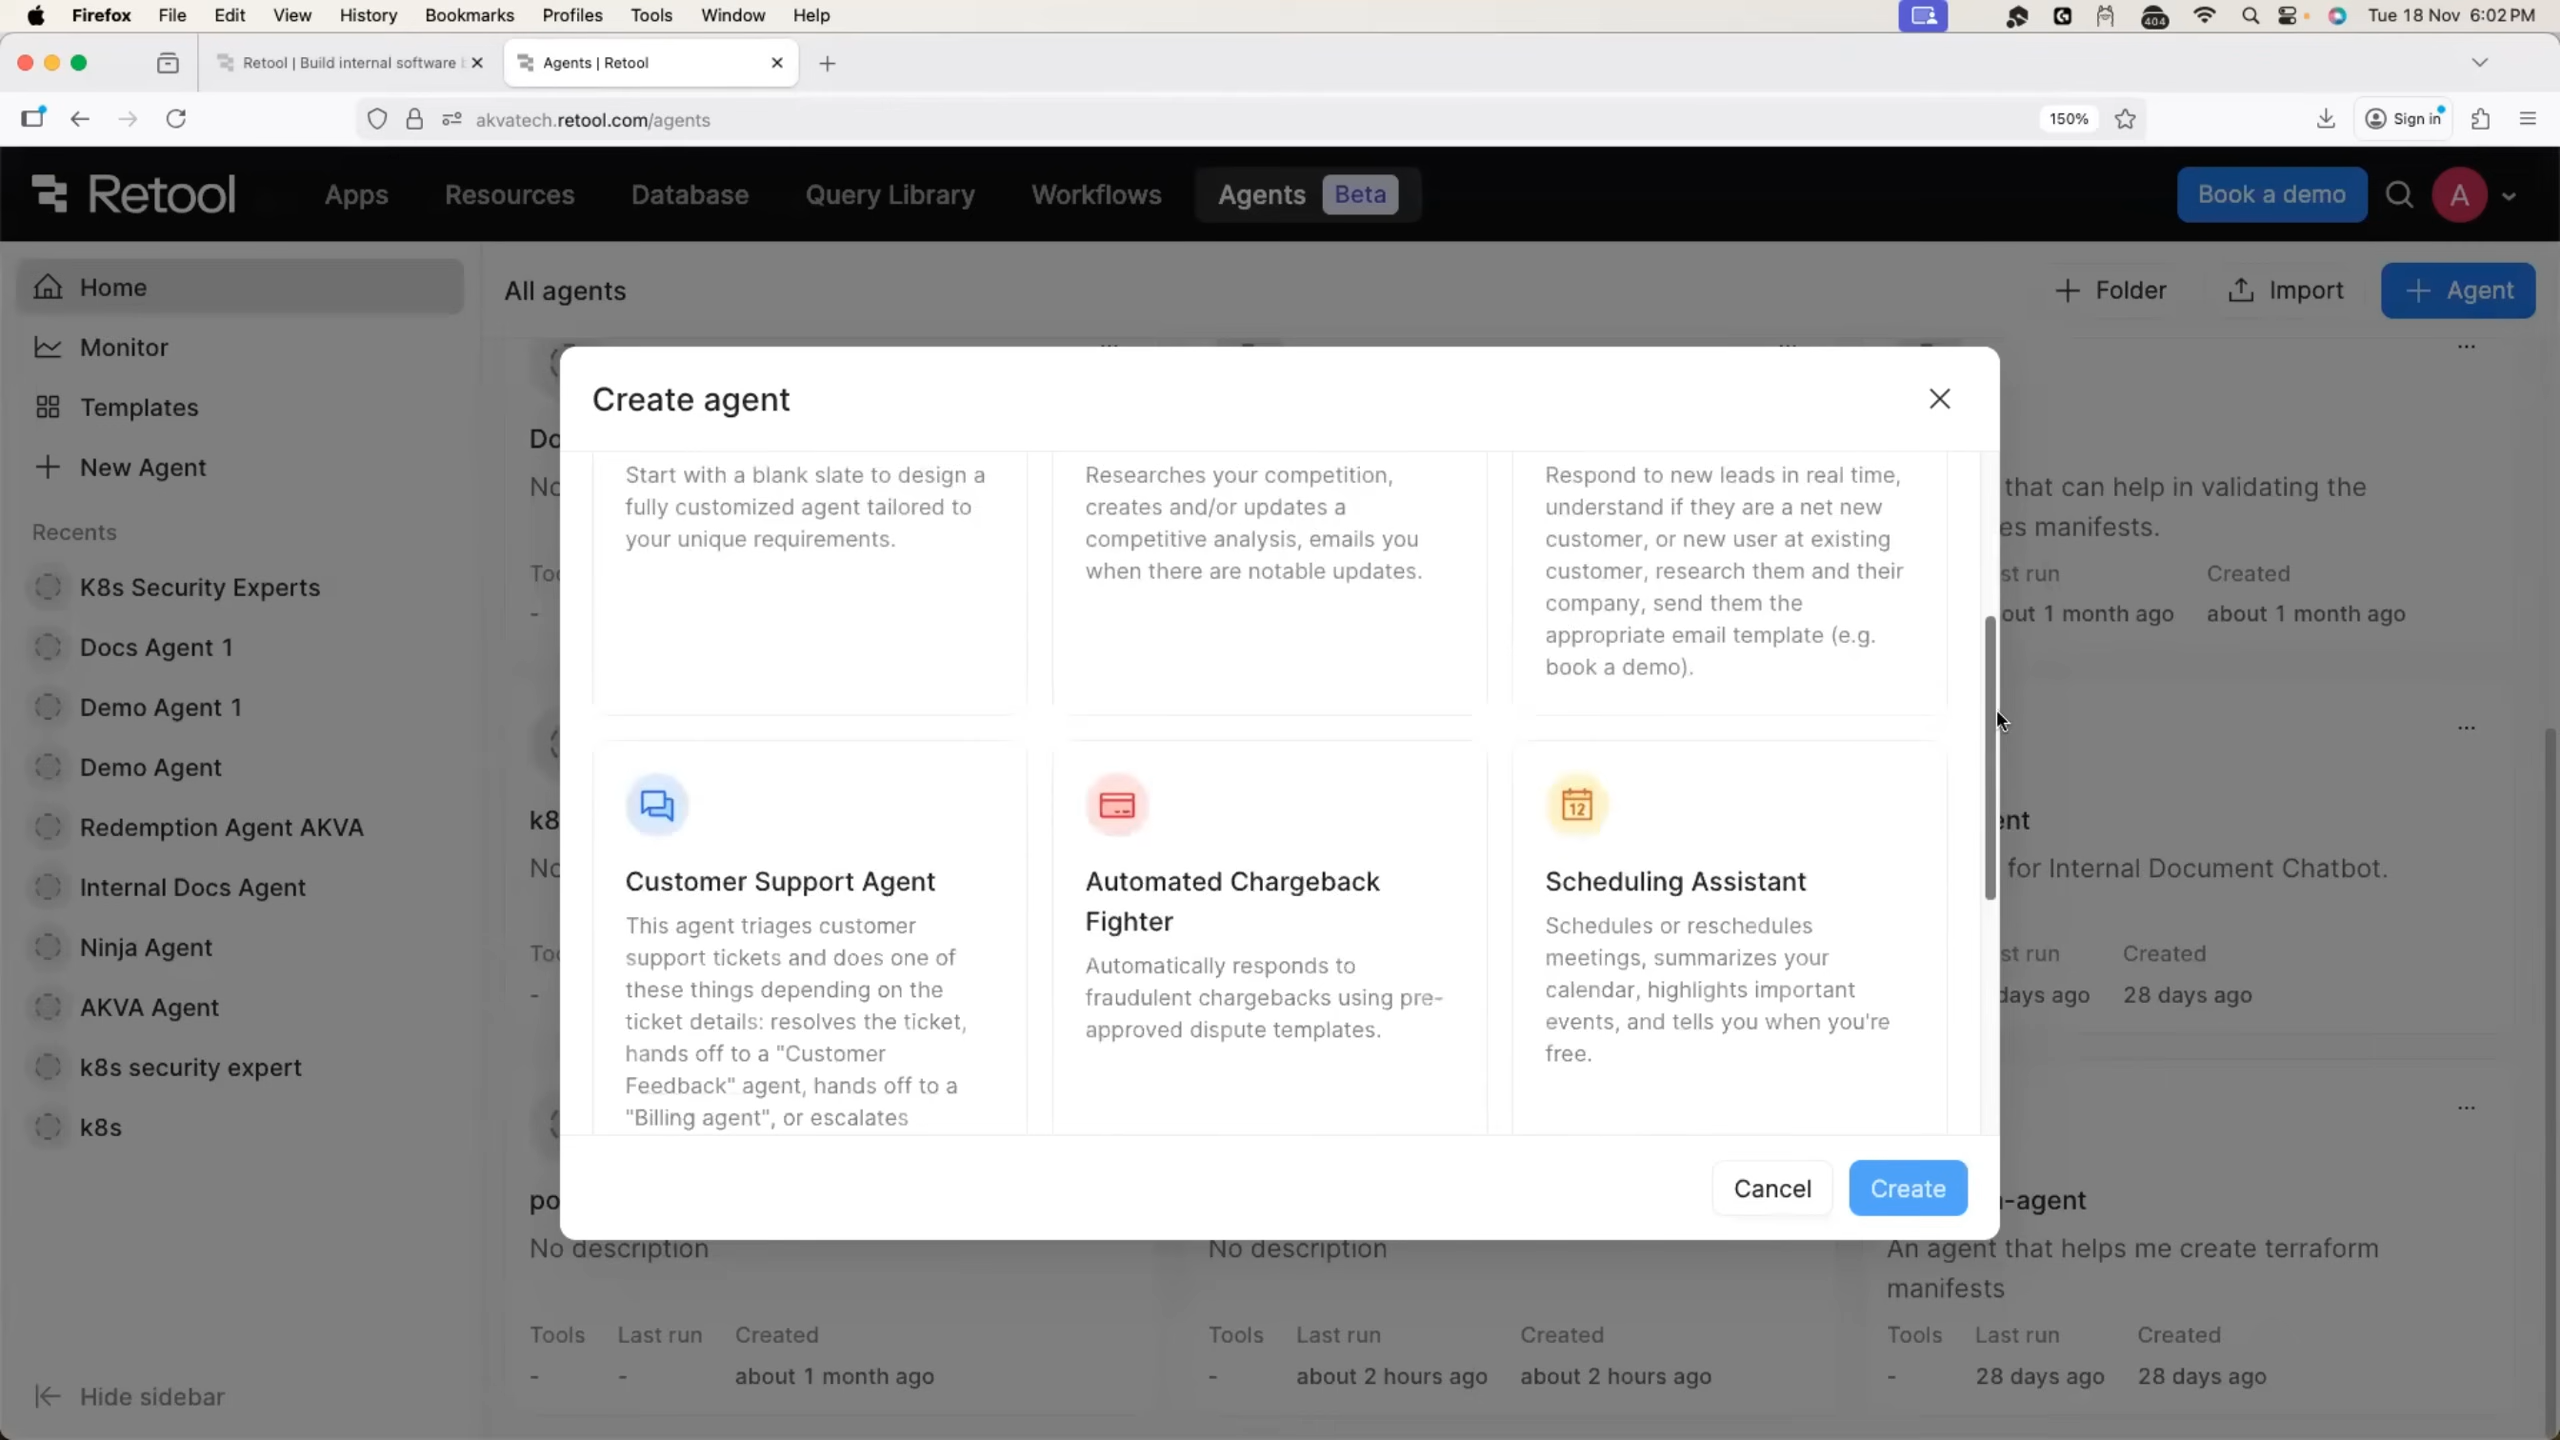 Firefox File Edit View History Bookmarks Profiles Tools Window Help
404
Tue 18 Nov 6:02 PM
Retool | Build internal software
Agents | Retool
akvatech.retool.com/agents
150%
Sign in
Retool
Apps
Resources
Database
Query Library
Workflows
Agents
Beta
Book a demo
A
Home
Monitor
Templates
New Agent
Recents
K8s Security Experts
Docs Agent 1
Demo Agent 1
Demo Agent
Redemption Agent AKVA
Internal Docs Agent
Ninja Agent
AKVA Agent
k8s security expert
k8s
Hide sidebar
All agents
Folder
Import
Agent
Create agent
Start with a blank slate to design a
fully customized agent tailored to
your unique requirements.
Researches your competition,
creates and/or updates a
competitive analysis, emails you
when there are notable updates.
Respond to new leads in real time,
understand if they are a net new
customer, or new user at existing
customer, research them and their
company, send them the
appropriate email template (e.g.
book a demo).
Customer Support Agent
This agent triages customer
support tickets and does one of
these things depending on the
ticket details: resolves the ticket,
hands off to a "Customer
Feedback" agent, hands off to a
"Billing agent", or escalates
Automated Chargeback
Fighter
Automatically responds to
fraudulent chargebacks using pre-
approved dispute templates.
12
Scheduling Assistant
Schedules or reschedules
meetings, summarizes your
calendar, highlights important
events, and tells you when you're
free.
Cancel
Create
that can help in validating the
manifests.
Created
1 month ago
about 1 month ago
for Internal Document Chatbot.
Created
days ago
28 days ago
No description
Tools Last run Created
- - about 1 month ago
No description
Tools Last run Created
- about 2 hours ago about 2 hours ago
-agent
An agent that helps me create terraform
manifests
Tools Last run Created
- 28 days ago 28 days ago